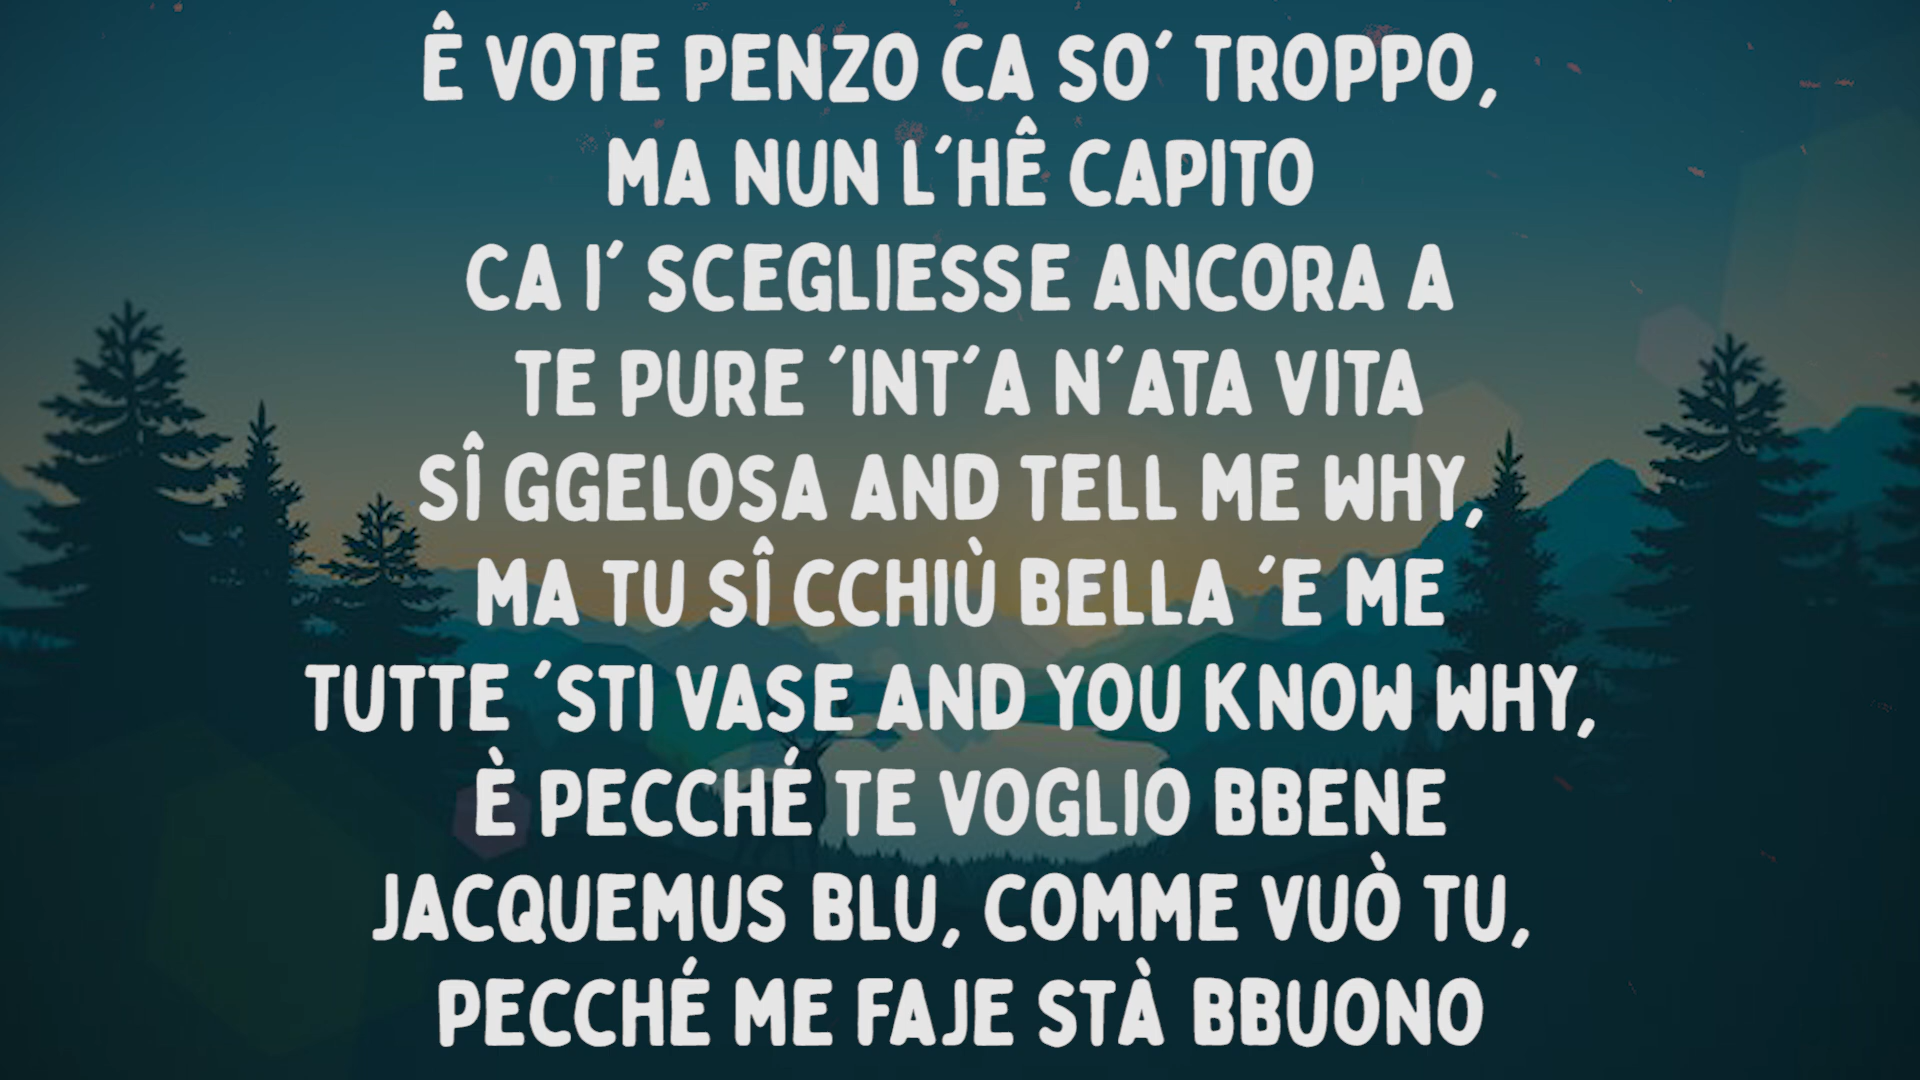 Ê VOTE PENZO CA SO' TROPPO,
MA NUN L'HÊ CAPITO
CA I' SCEGLIESSE ANCORA A
TE PURE 'INT'A N'ATA VITA
SÎ GGELOSA AND TELL ME WHY,
MA TU SÎ CCHIÙ BELLA 'E ME
TUTTE 'STI VASE AND YOU KNOW WHY,
È PECCHÉ TE VOGLIO BBENE
JACQUEMUS BLU, COMME VUÒ TU,
PECCHÉ ME FAJE STÀ BBUONO